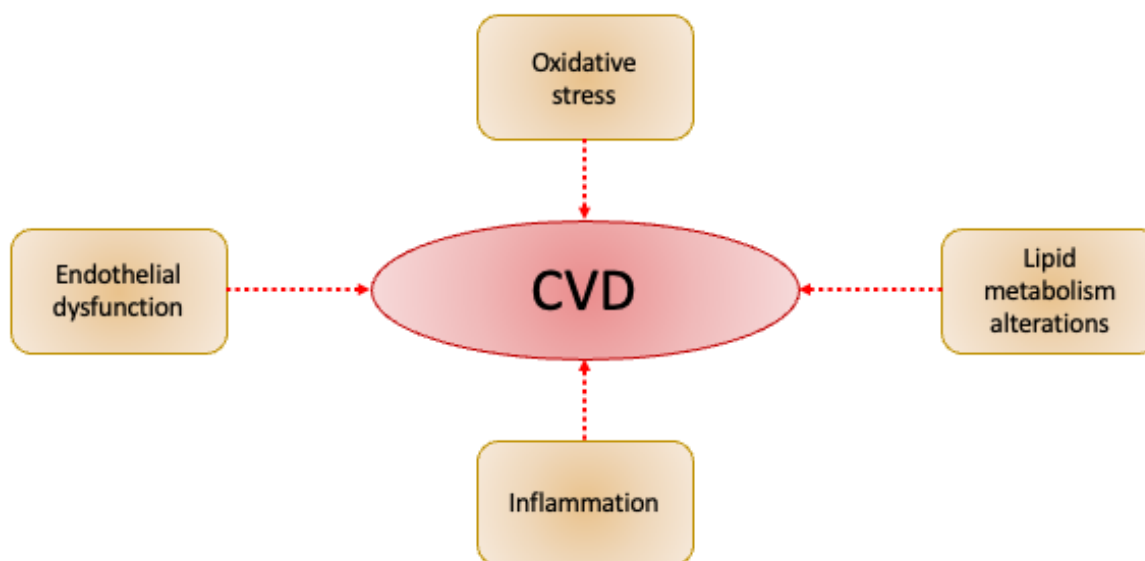 Oxidative
stress
Endothelial
dysfunction
CVD
Lipid
metabolism
alterations
Inflammation